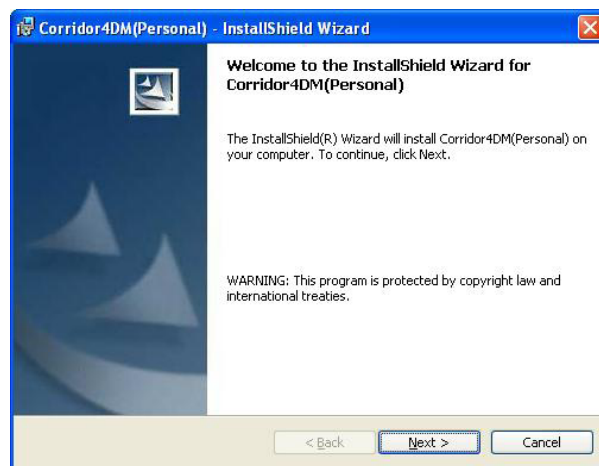 Corridor4DM(Personal) - InstallShield Wizard
Welcome to the InstallShield Wizard for
Corridor4DM(Personal)
The InstallShield(R) Wizard will install Corridor4DM(Personal) on
your computer. To continue, click Next.
WARNING: This program is protected by copyright law and
international treaties.
< Back Next > Cancel